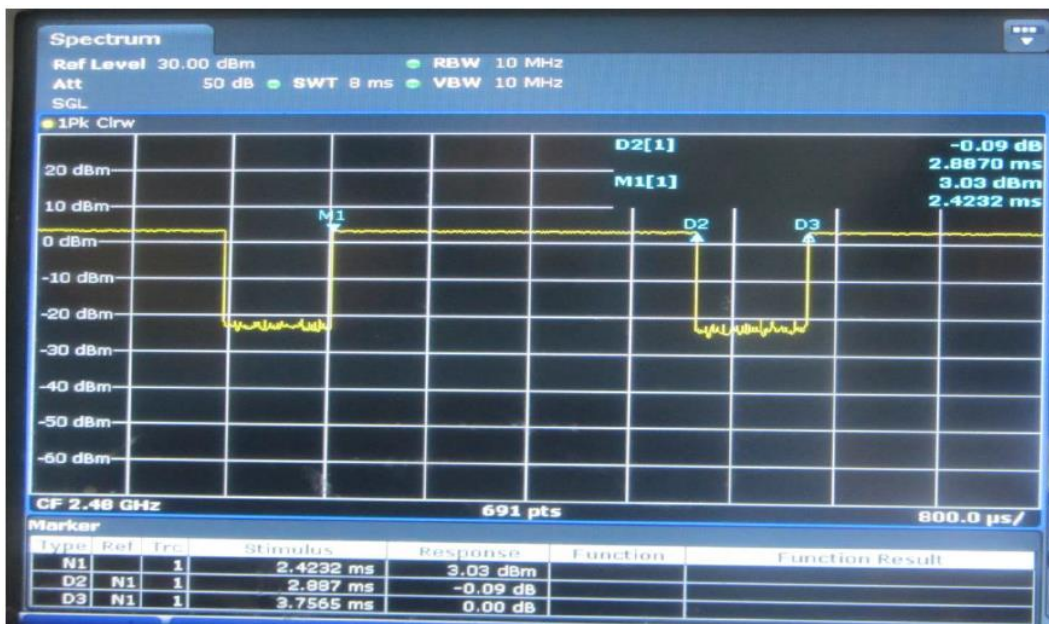 Spectrum
Ref Level 30.00 dBm RBW 10 MHz
Att 50 dB SWT 8 ms VBW 10 MHz
SGL
1Pk Clrw
D2[1] -0.09 dB
2.8870 ms
20 dBm
M1[1] 3.03 dBm
2.4232 ms
10 dBm
M1
D2 D3
0 dBm
-10 dBm
-20 dBm
-30 dBm
-40 dBm
-50 dBm
-60 dBm
CF 2.48 GHz 691 pts 800.0 µs/
Marker
Type Ref Trc Stimulus Response Function Function Result
N1 1 2.4232 ms 3.03 dBm
D2 N1 1 2.887 ms -0.09 dB
D3 N1 1 3.7565 ms 0.00 dB